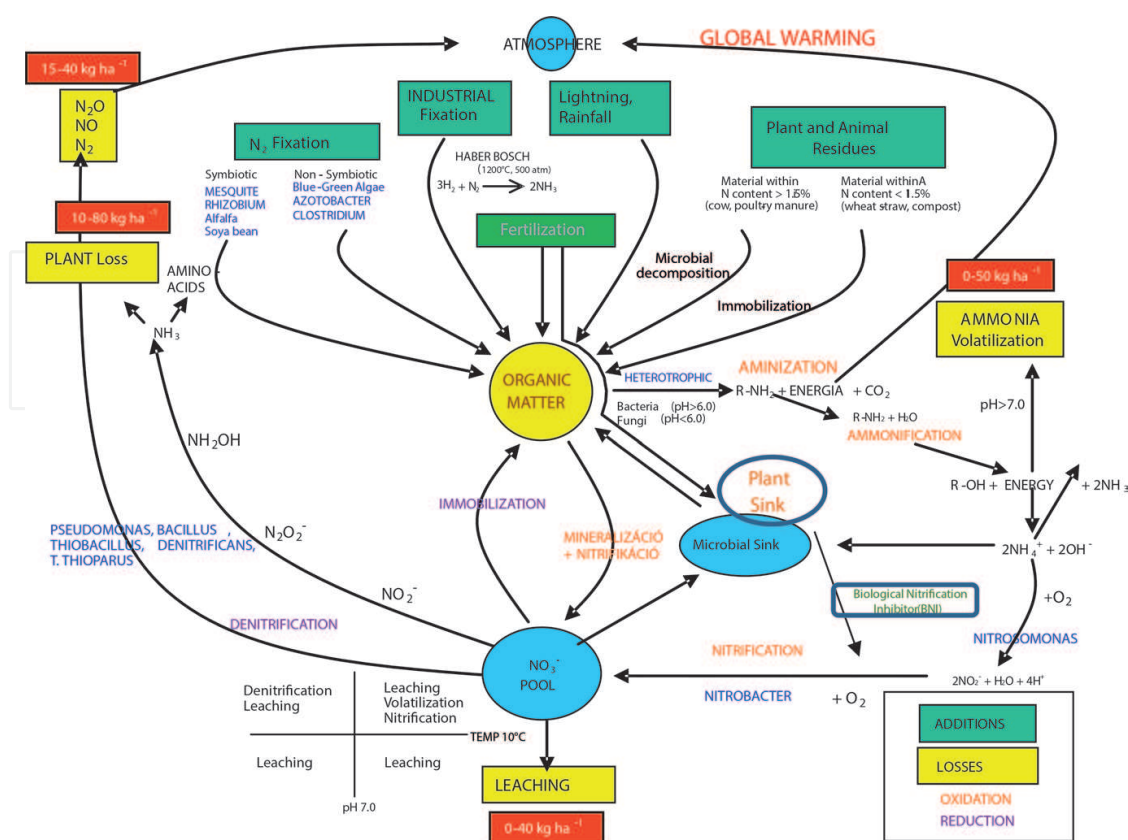 ATMOSPHERE
GLOBAL WARMING
15-40 kg ha ⁻¹
N₂O
NO
N₂
INDUSTRIAL
Fixation
Lightning,
Rainfall
N₂ Fixation
Plant and Animal
Residues
HABER BOSCH
(1200°C, 500 atm)
3H₂ + N₂ → 2NH₃
Symbiotic
MESQUITE
RHIZOBIUM
Alfalfa
Soya bean
Non - Symbiotic
Blue-Green Algae
AZOTOBACTER
CLOSTRIDIUM
Material within
N content > 1.5%
(cow, poultry manure)
Material withinA
N content < 1.5%
(wheat straw, compost)
10-80 kg ha ⁻¹
PLANT Loss
Fertilization
Microbial
decomposition
Immobilization
0-50 kg ha ⁻¹
AMMONIA
Volatilization
AMINO
ACIDS
NH₃
ORGANIC
MATTER
HETEROTROPHIC
Bacteria (pH>6.0)
Fungi (pH<6.0)
AMINIZATION
R-NH₂ + ENERGIA + CO₂
R-NH₂ + H₂O
AMMONIFICATION
pH>7.0
R-OH + ENERGY + 2NH₃
NH₂OH
IMMOBILIZATION
Plant
Sink
Microbial Sink
MINERALIZÁCIÓ
+ NITRIFIKÁCIÓ
2NH₄⁺ + 2OH⁻
PSEUDOMONAS, BACILLUS ,
THIOBACILLUS, DENITRIFICANS,
T. THIOPARUS
N₂O₂⁻
NO₂⁻
Biological Nitrification
Inhibitor(BNI)
+O₂
NITROSOMONAS
DENITRIFICATION
NITRIFICATION
NO₃⁻
POOL
NITROBACTER
+ O₂
2NO₂⁻ + H₂O + 4H⁺
Denitrification
Leaching
Leaching
Volatilization
Nitrification
TEMP 10°C
Leaching
Leaching
pH 7.0
LEACHING
0-40 kg ha ⁻¹
ADDITIONS
LOSSES
OXIDATION
REDUCTION